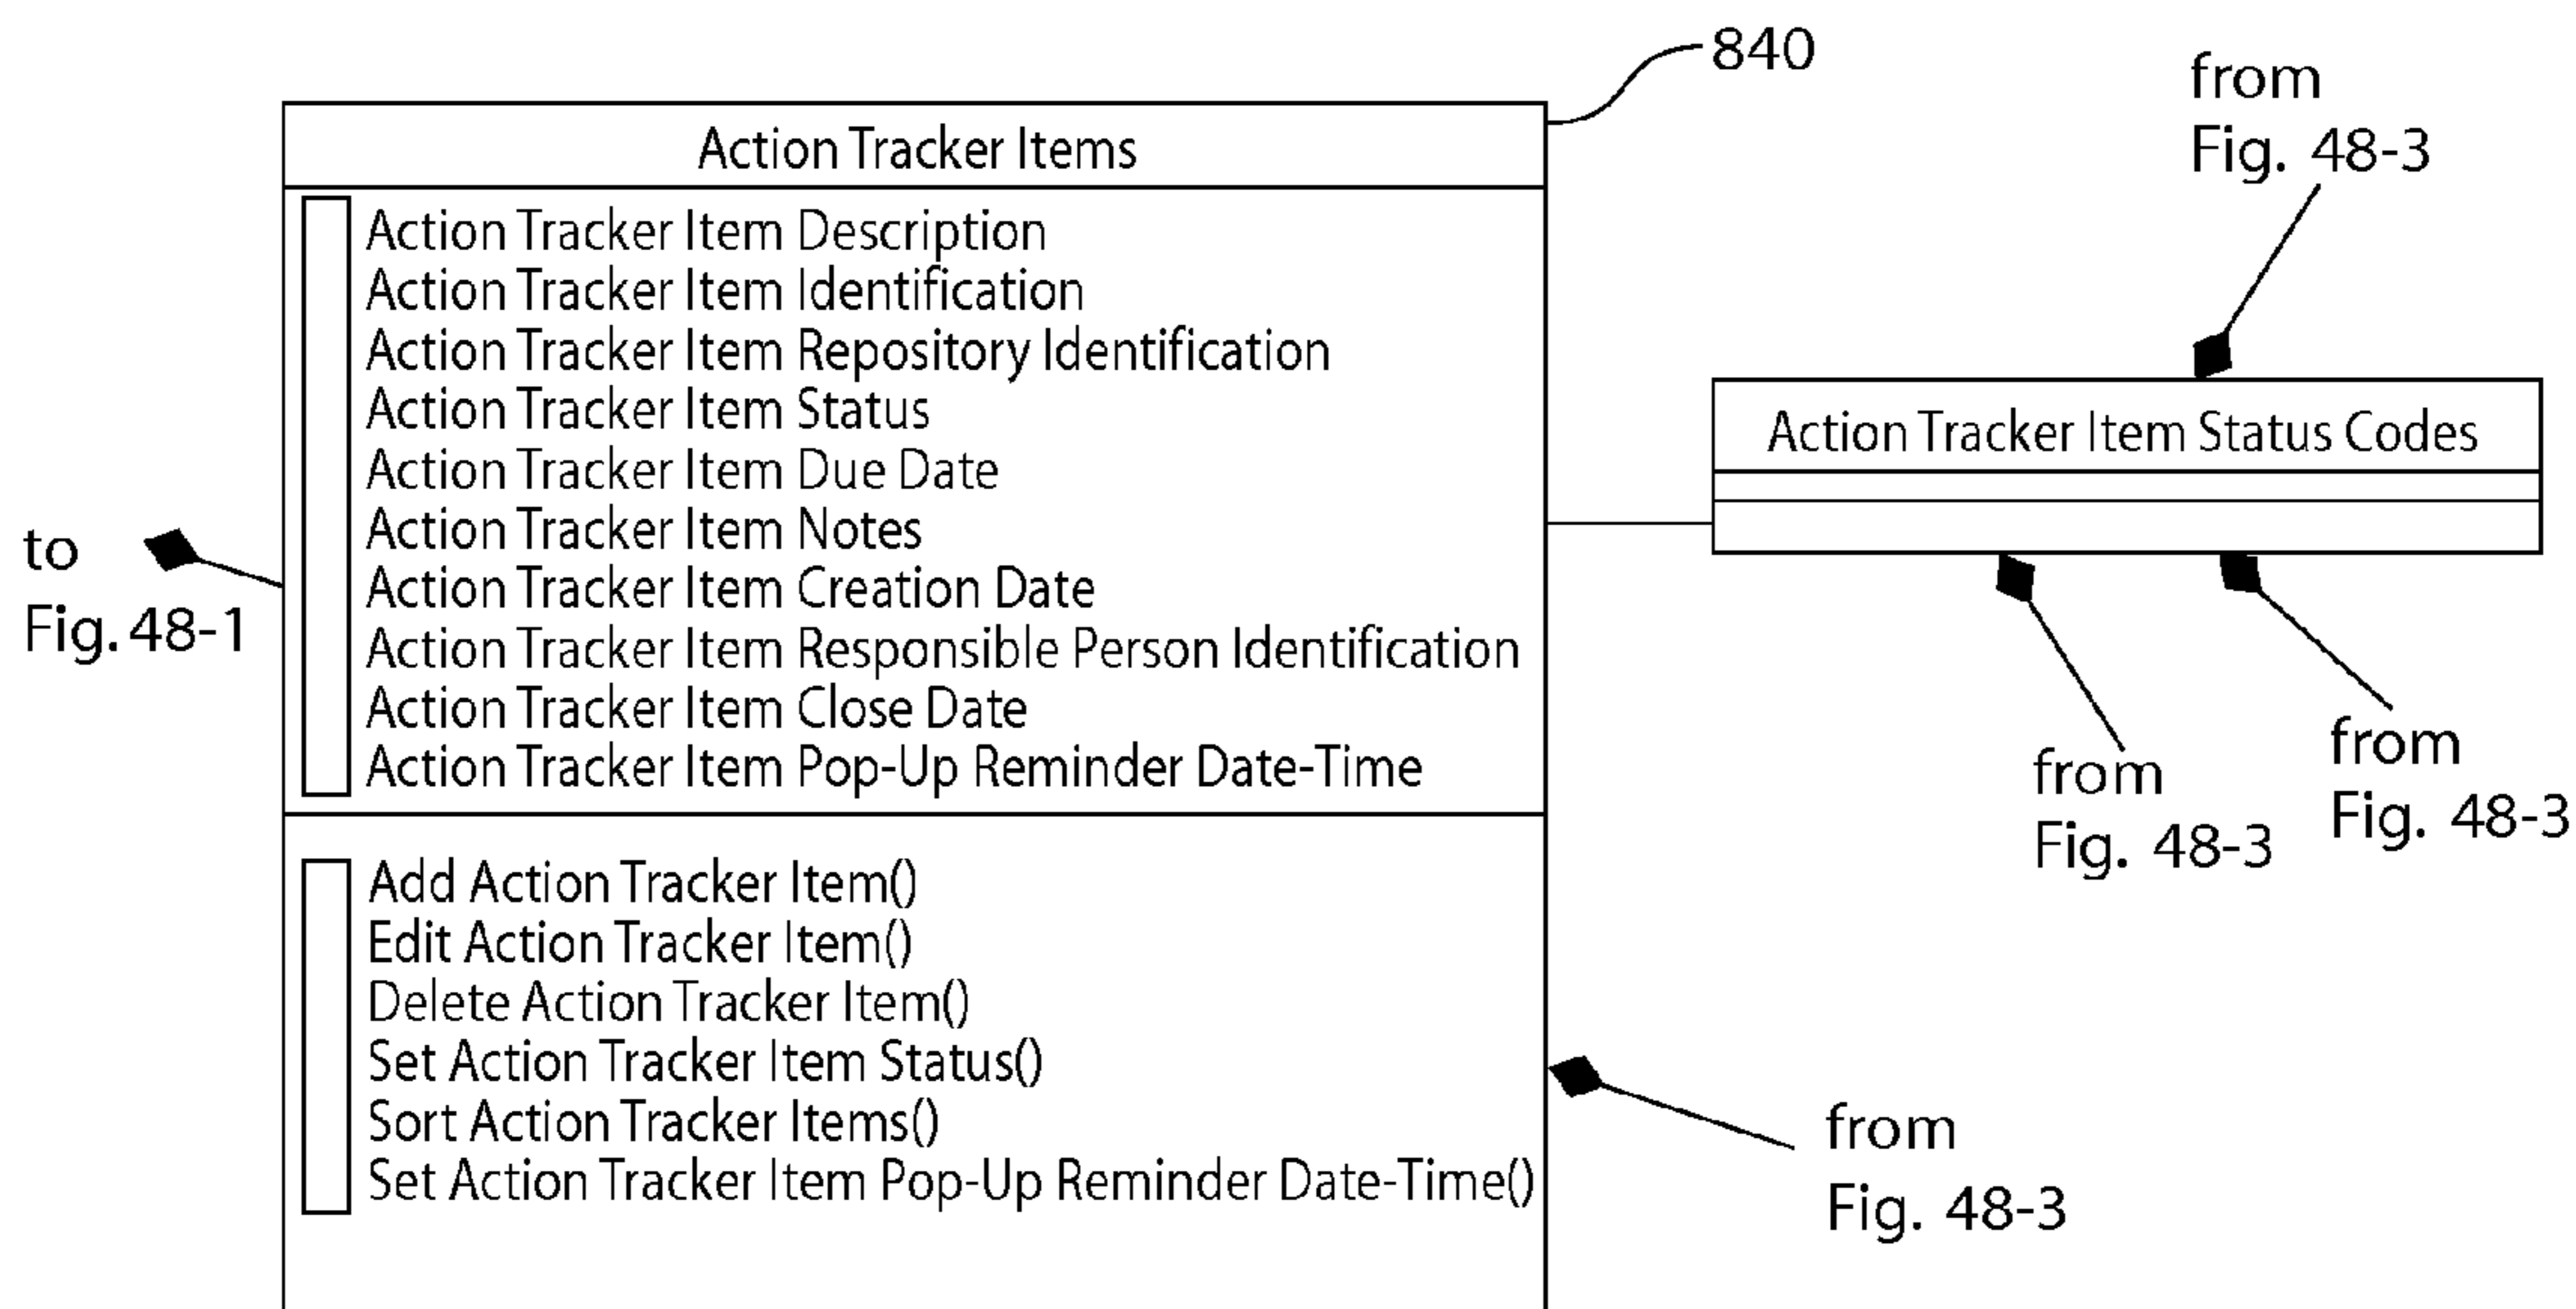 840
Action Tracker Items
Action Tracker Item Description
Action Tracker Item Identification
Action Tracker Item Repository Identification
Action Tracker Item Status
Action Tracker Item Due Date
Action Tracker Item Notes
Action Tracker Item Creation Date
Action Tracker Item Responsible Person Identification
Action Tracker Item Close Date
Action Tracker Item Pop-Up Reminder Date-Time
Add Action Tracker Item()
Edit Action Tracker Item()
Delete Action Tracker Item()
Set Action Tracker Item Status()
Sort Action Tracker Items()
Set Action Tracker Item Pop-Up Reminder Date-Time()
to
Fig. 48-1
from
Fig. 48-3
Action Tracker Item Status Codes
from
Fig. 48-3
from
Fig. 48-3
from
Fig. 48-3